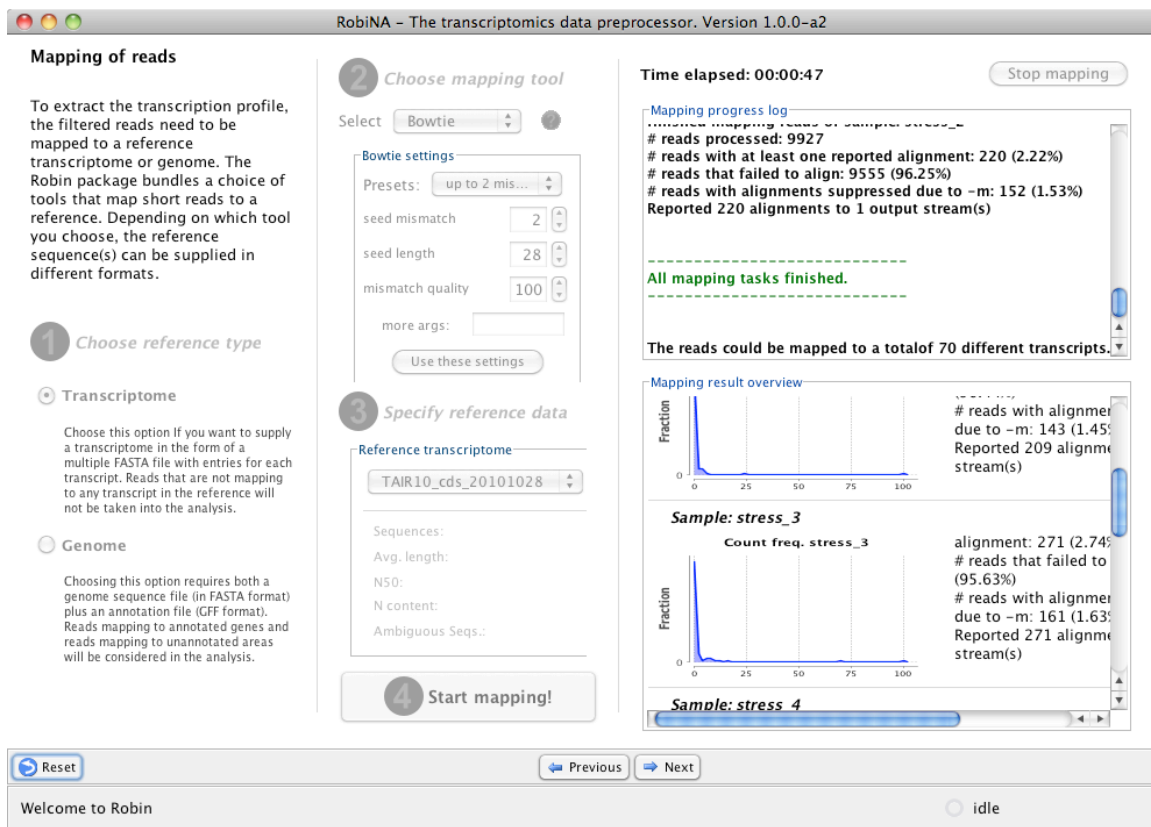 RobiNA – The transcriptomics data preprocessor. Version 1.0.0-a2
Mapping of reads
To extract the transcription profile,
the filtered reads need to be
mapped to a reference
transcriptome or genome. The
Robin package bundles a choice of
tools that map short reads to a
reference. Depending on which tool
you choose, the reference
sequence(s) can be supplied in
different formats.
1 Choose reference type
Transcriptome
Choose this option If you want to supply
a transcriptome in the form of a
multiple FASTA file with entries for each
transcript. Reads that are not mapping
to any transcript in the reference will
not be taken into the analysis.
Genome
Choosing this option requires both a
genome sequence file (in FASTA format)
plus an annotation file (GFF format).
Reads mapping to annotated genes and
reads mapping to unannotated areas
will be considered in the analysis.
2 Choose mapping tool
Select Bowtie ?
Bowtie settings
Presets: up to 2 mis...
seed mismatch 2
seed length 28
mismatch quality 100
more args:
Use these settings
3 Specify reference data
Reference transcriptome
TAIR10_cds_20101028
Sequences:
Avg. length:
N50:
N content:
Ambiguous Seqs.:
4 Start mapping!
Time elapsed: 00:00:47
Stop mapping
Mapping progress log
Finished mapping reads of sample: stress_2
# reads processed: 9927
# reads with at least one reported alignment: 220 (2.22%)
# reads that failed to align: 9555 (96.25%)
# reads with alignments suppressed due to -m: 152 (1.53%)
Reported 220 alignments to 1 output stream(s)
---------------------------
All mapping tasks finished.
---------------------------
The reads could be mapped to a totalof 70 different transcripts.
Mapping result overview
Fraction
0
0 25 50 75 100
# reads with alignmen
due to -m: 143 (1.45%
Reported 209 alignme
stream(s)
Sample: stress_3
Count freq. stress_3
Fraction
0
0 25 50 75 100
alignment: 271 (2.74%
# reads that failed to
(95.63%)
# reads with alignmen
due to -m: 161 (1.63%
Reported 271 alignme
stream(s)
Sample: stress_4
Reset
Previous
Next
Welcome to Robin
idle